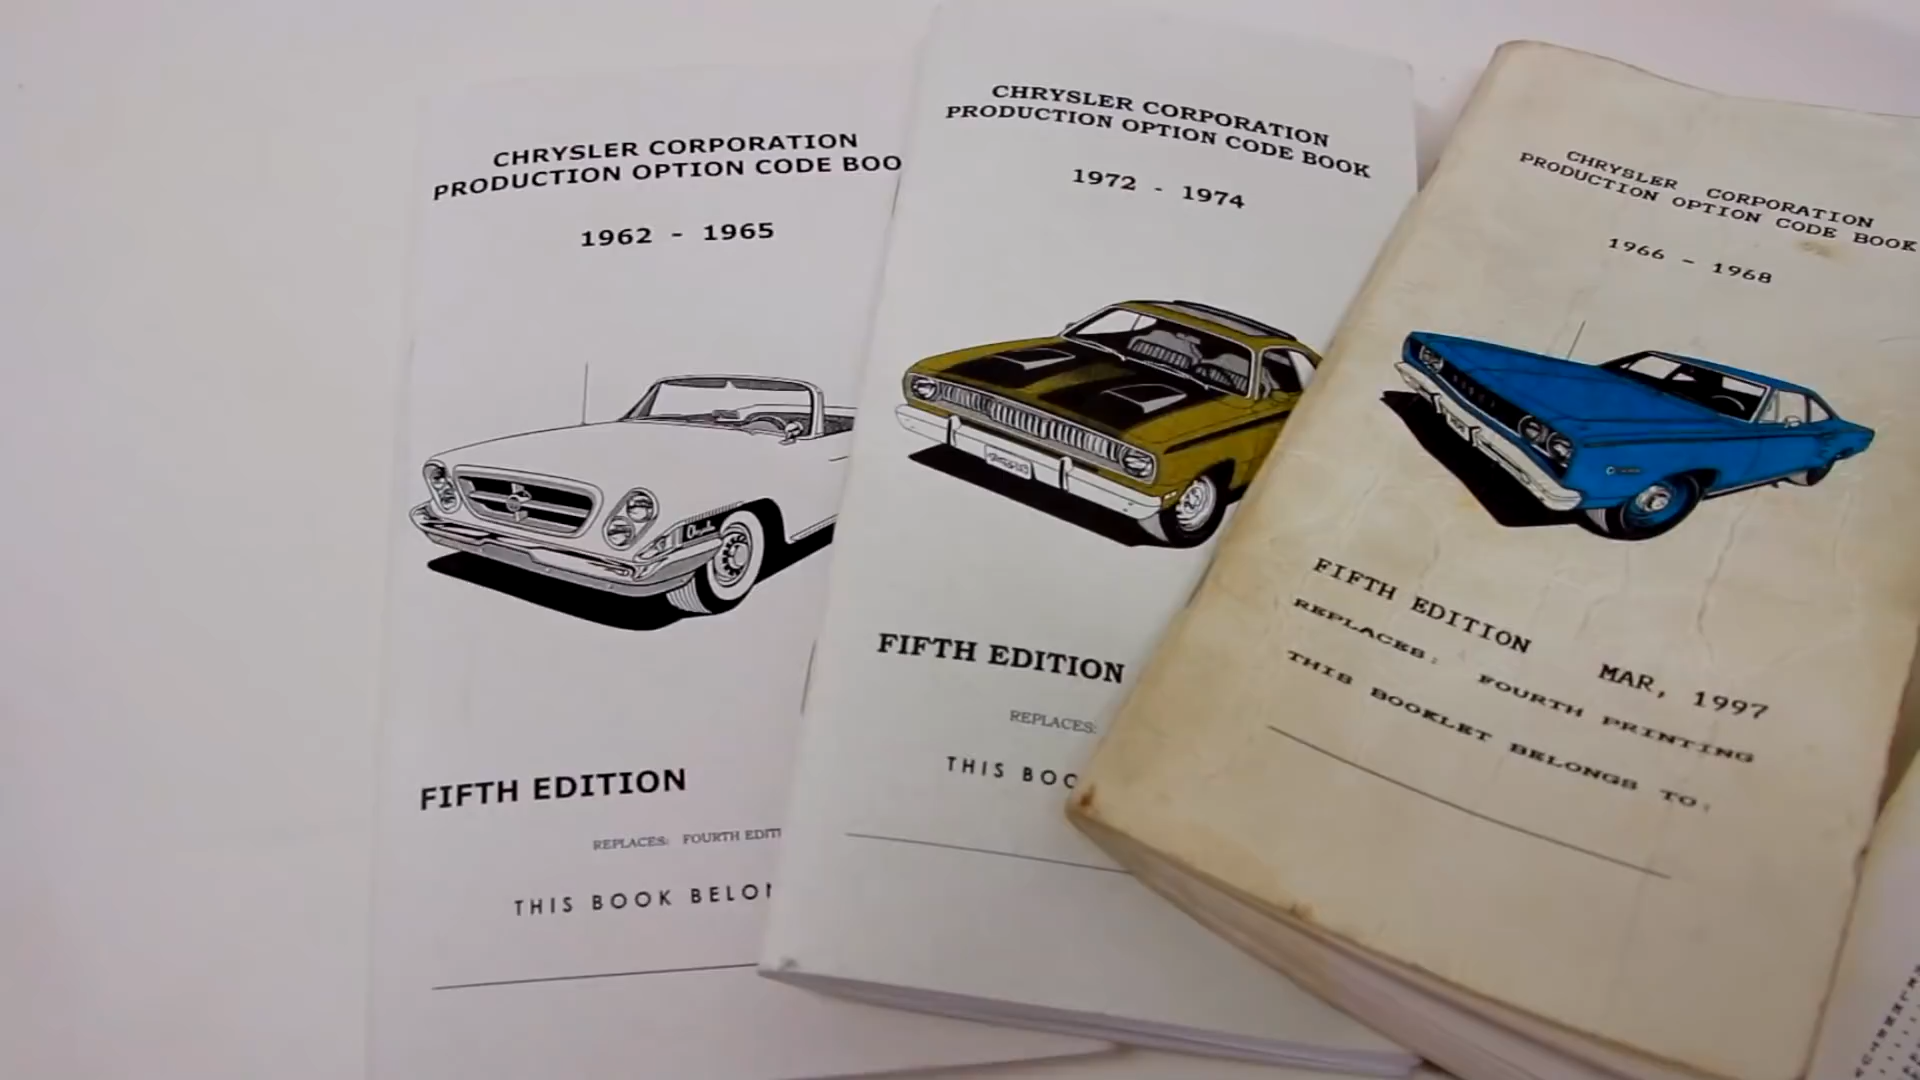 CHRYSLER CORPORATION
PRODUCTION OPTION CODE BOO
1962 - 1965
FIFTH EDITION
REPLACES: FOURTH EDITI
THIS BOOK BELON
CHRYSLER CORPORATION
PRODUCTION OPTION CODE BOOK
1972 - 1974
FIFTH EDITION
REPLACES:
THIS BOO
CHRYSLER CORPORATION
PRODUCTION OPTION CODE BOOK
1966 - 1968
FIFTH EDITION MAR, 1997
REPLACES: FOURTH PRINTING
THIS BOOKLET BELONGS TO: